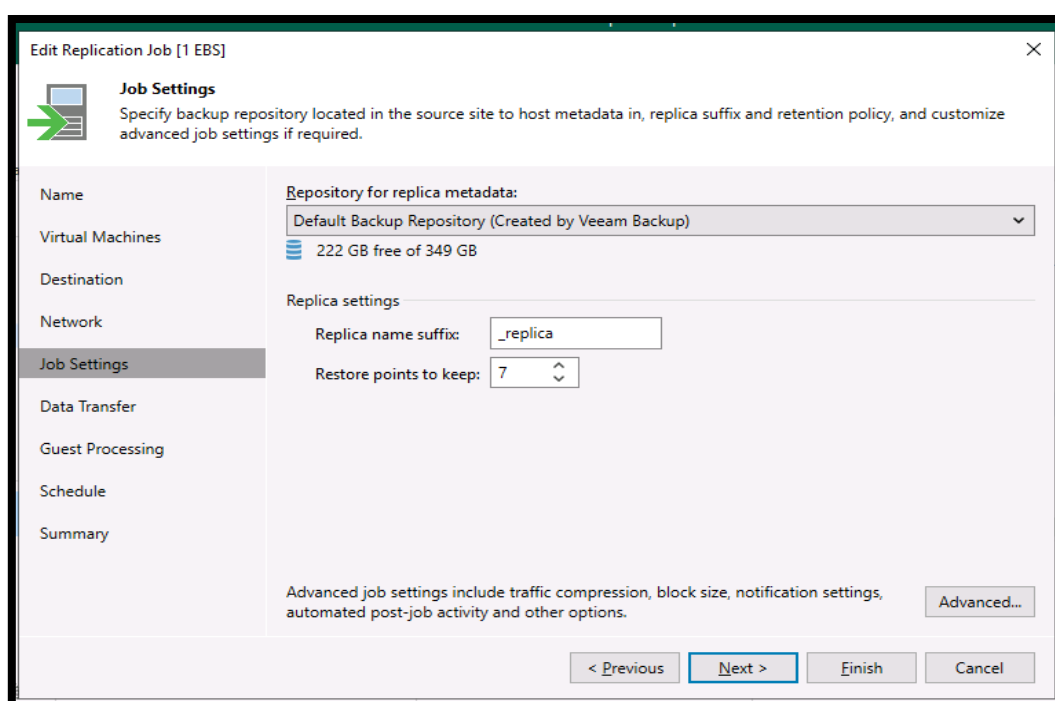 Edit Replication Job [1 EBS]
Job Settings
Specify backup repository located in the source site to host metadata in, replica suffix and retention policy, and customize
advanced job settings if required.
Name
Virtual Machines
Destination
Network
Job Settings
Data Transfer
Guest Processing
Schedule
Summary
Repository for replica metadata:
Default Backup Repository (Created by Veeam Backup)
222 GB free of 349 GB
Replica settings
Replica name suffix:
_replica
Restore points to keep:
7
Advanced job settings include traffic compression, block size, notification settings,
automated post-job activity and other options.
Advanced...
< Previous
Next >
Finish
Cancel